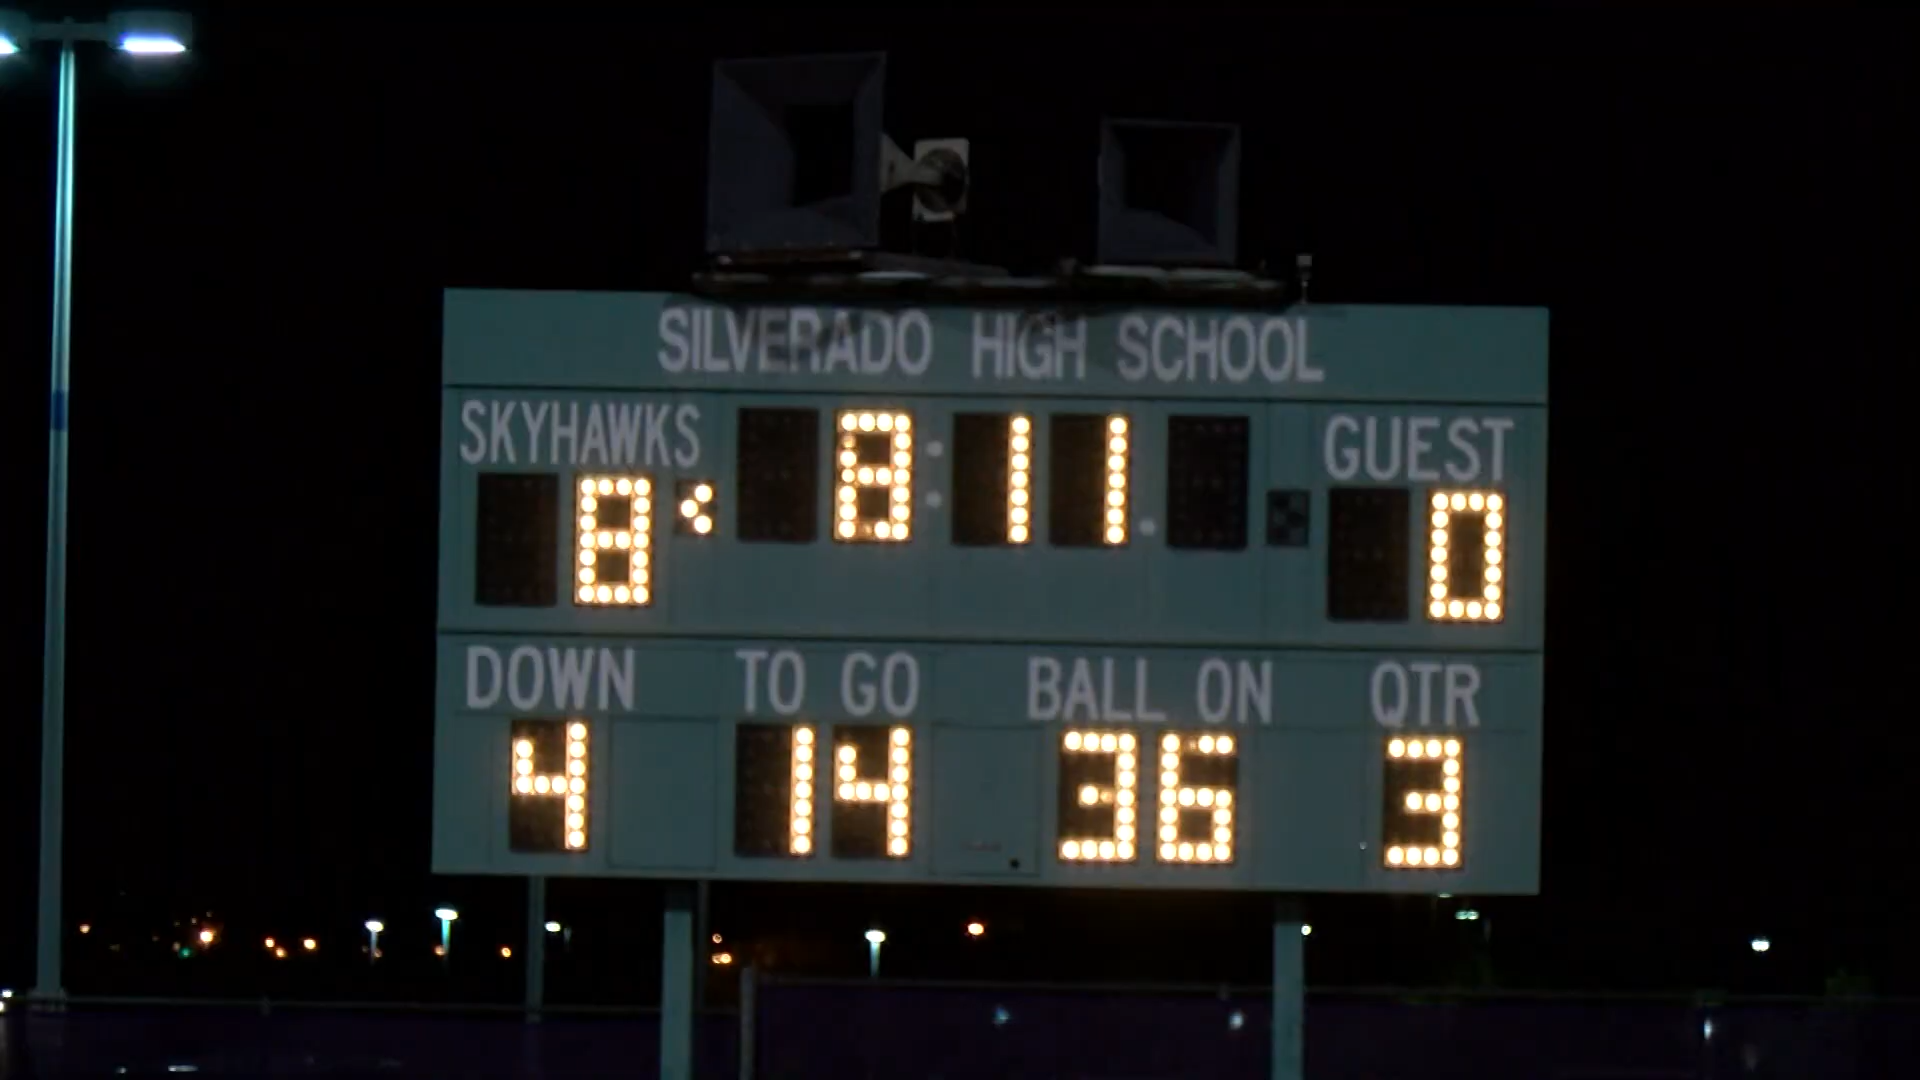 SILVERADO HIGH SCHOOL
SKYHAWKS 8:11. GUEST
8 < 0
DOWN TO GO BALL ON QTR
4 14 36 3